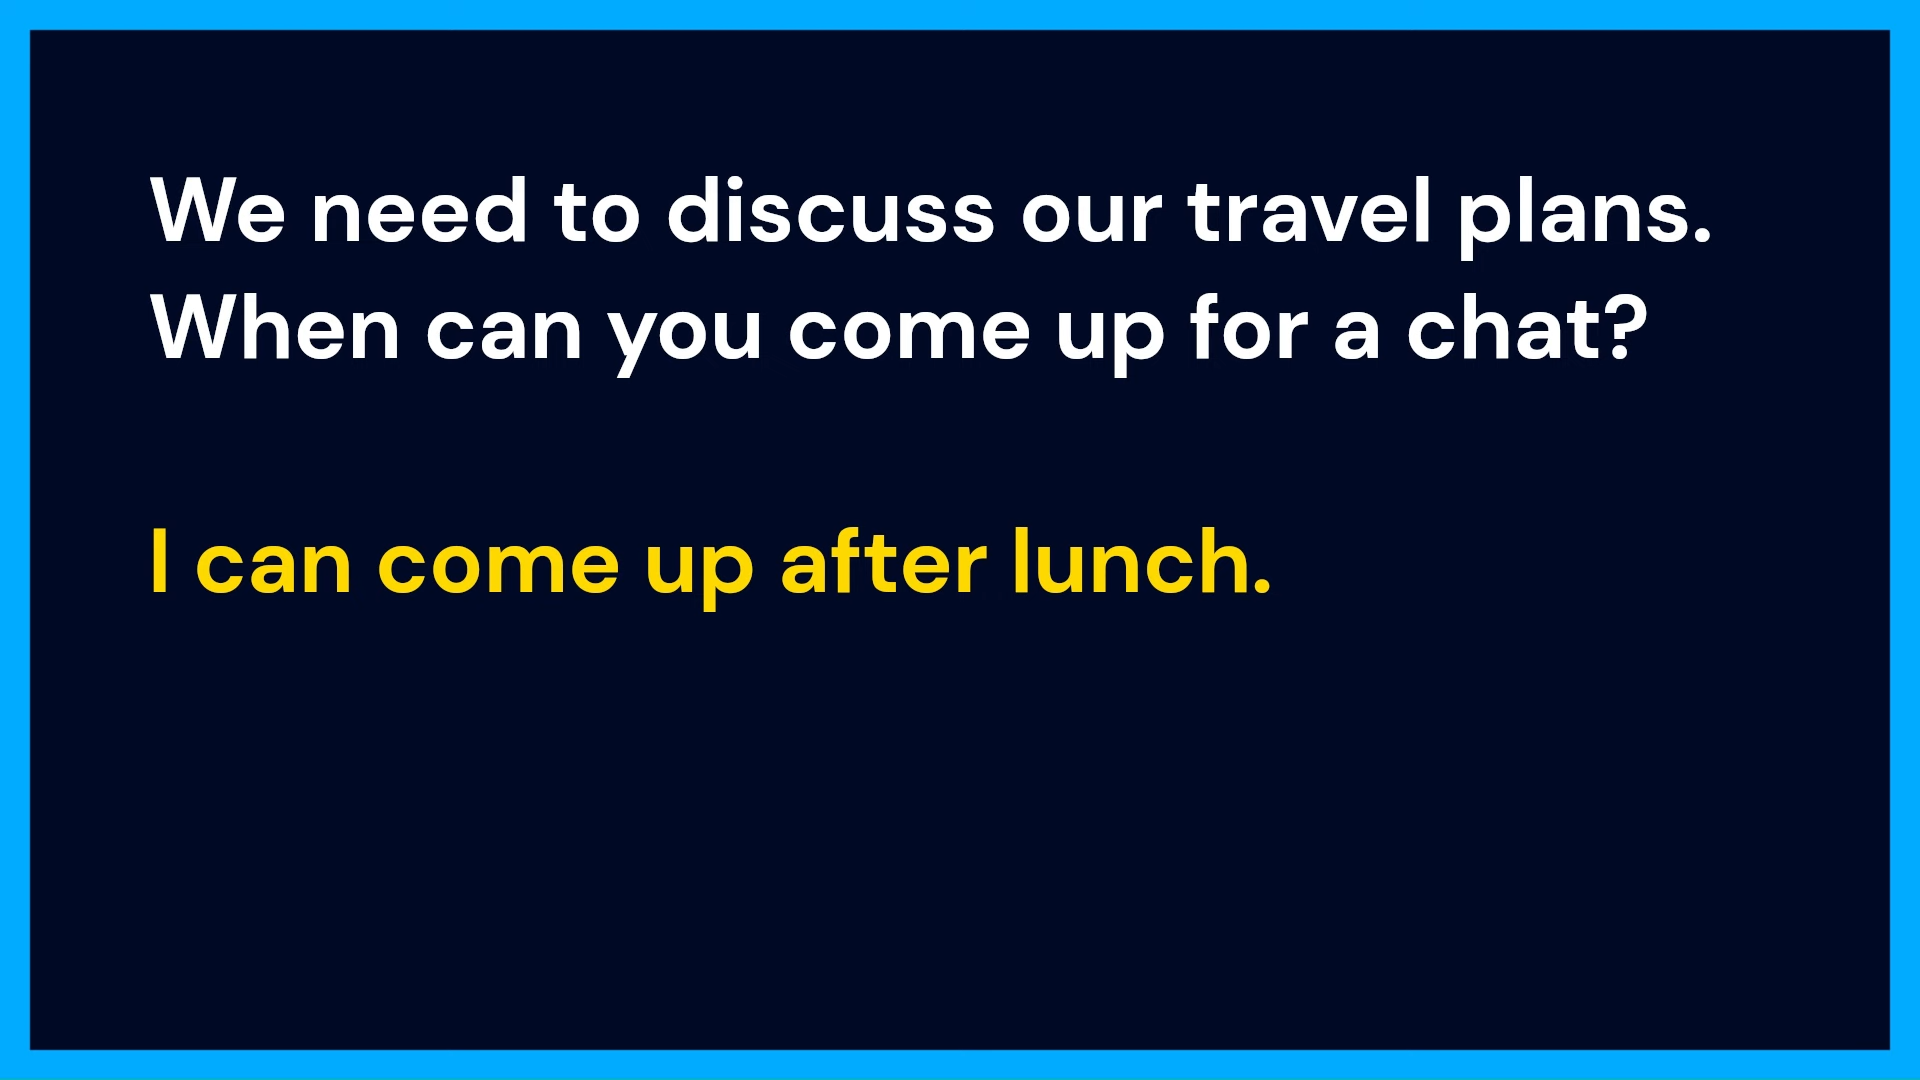 We need to discuss our travel plans.
When can you come up for a chat?
I can come up after lunch.